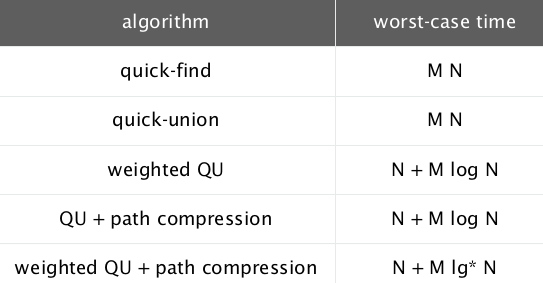 algorithm worst-case time
quick-find M N
quick-union M N
weighted QU N + M log N
QU + path compression N + M log N
weighted QU + path compression N + M lg* N